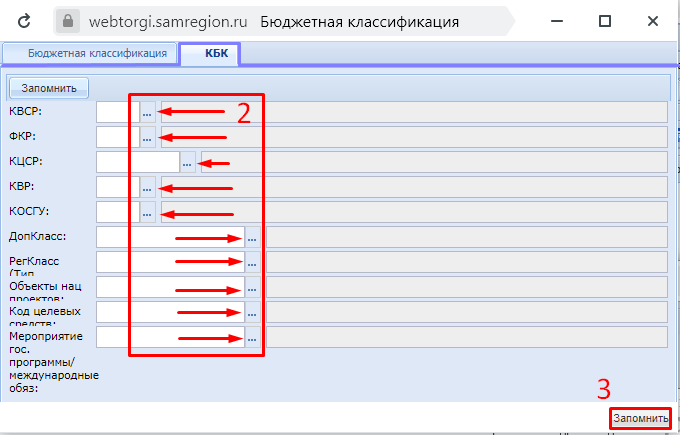 webtorgi.samregion.ru Бюджетная классификация
Бюджетная классификация КБК
Запомнить
КВСР: ... 2
ФКР: ...
КЦСР: ...
КВР: ...
КОСГУ: ...
ДопКласс: ...
РегКласс ...
(Тип
Объекты нац ...
проектов:
Код целевых ...
средств:
Мероприятие ...
гос.
программы/
международные
обяз:
3
Запомнить